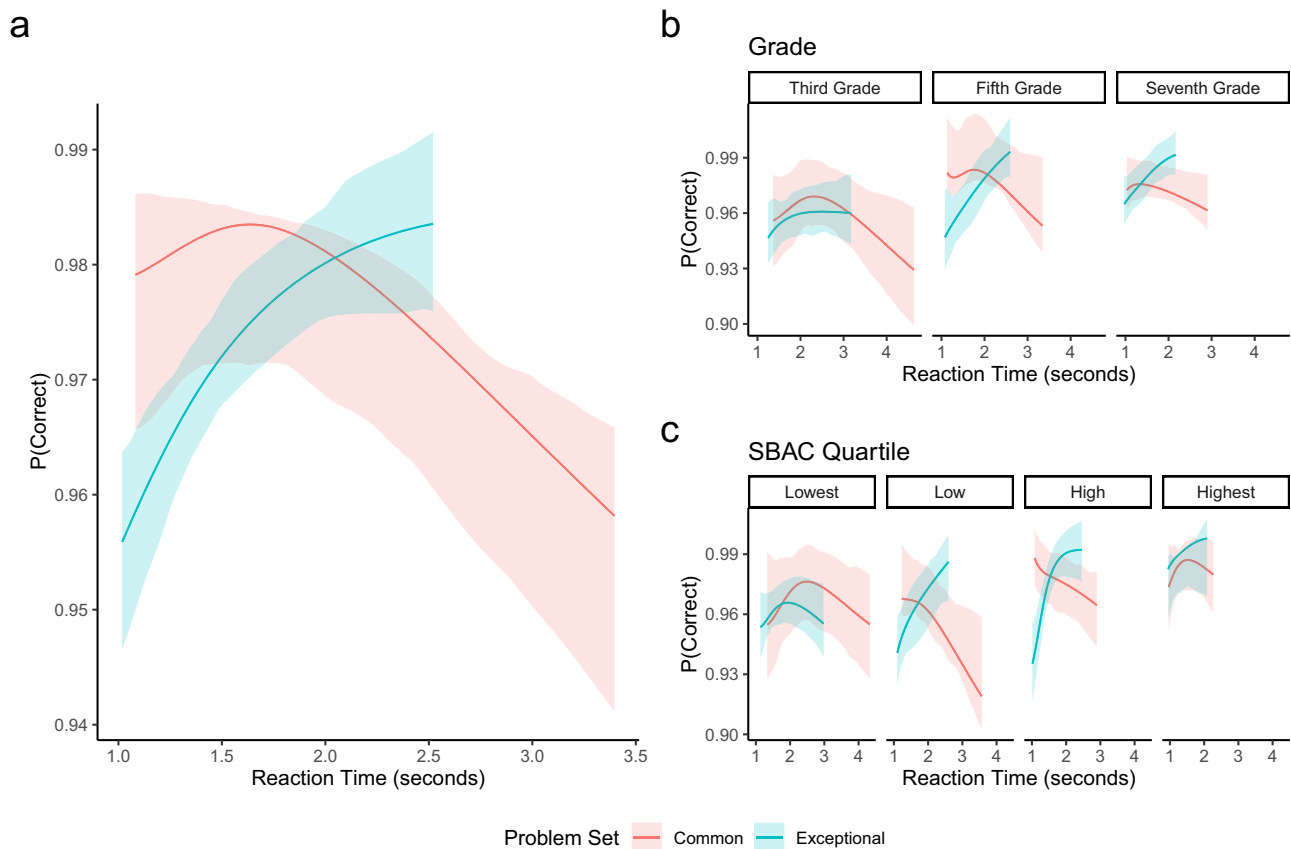 a
0.99
0.98
0.97
0.96
0.95
0.94
P(Correct)
1.0 1.5 2.0 2.5 3.0 3.5
Reaction Time (seconds)
b
Grade
Third Grade Fifth Grade Seventh Grade
0.99
0.96
0.93
0.90
P(Correct)
1 2 3 4 1 2 3 4 1 2 3 4
Reaction Time (seconds)
c
SBAC Quartile
Lowest Low High Highest
0.99
0.96
0.93
0.90
P(Correct)
1 2 3 4 1 2 3 4 1 2 3 4 1 2 3 4
Reaction Time (seconds)
Problem Set Common Exceptional